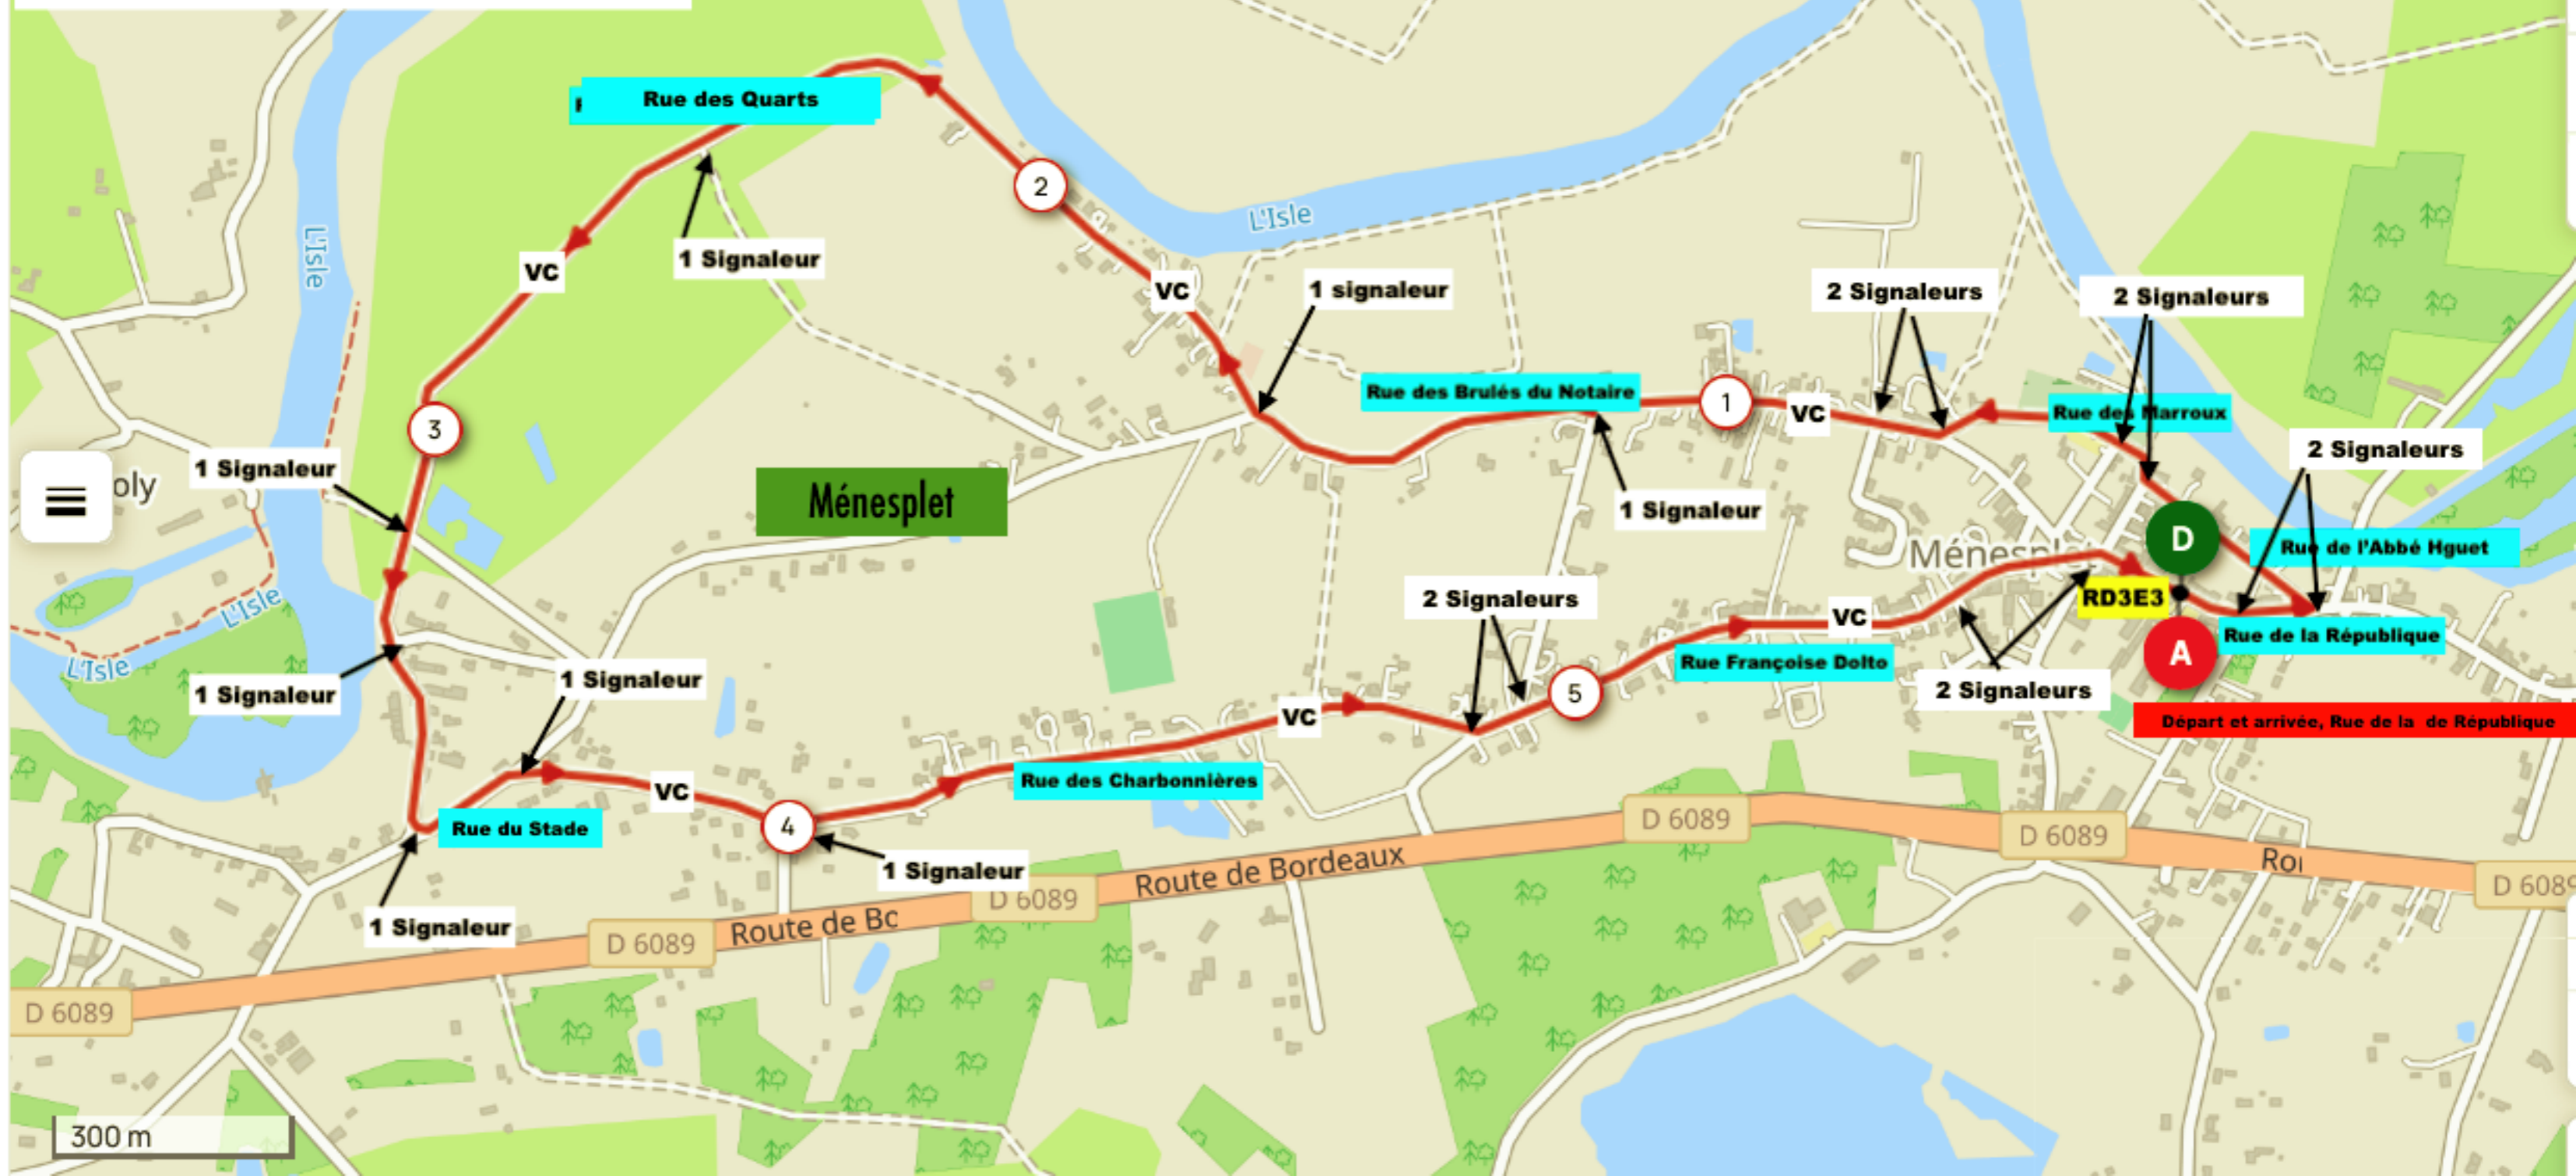 Rue des Quarts
2
L'Isle
L'Isle
1 Signaleur
VC
VC
1 signaleur
2 Signaleurs
2 Signaleurs
Rue des Brulés du Notaire
1
VC
Rue des Marroux
3
1 Signaleur
oly
Ménesplet
1 Signaleur
2 Signaleurs
D
Rue de l'Abbé Hguet
Ménesplet
RD3E3
L'Isle
L'Isle
2 Signaleurs
VC
Rue de la République
A
Rue Françoise Dolto
1 Signaleur
1 Signaleur
5
2 Signaleurs
VC
Départ et arrivée, Rue de la de République
Rue des Charbonnières
VC
4
Rue du Stade
1 Signaleur
1 Signaleur
D 6089
D 6089
Roi
D 6089
Route de Bordeaux
D 6089
Route de Bc
D 6089
D 6089
300 m